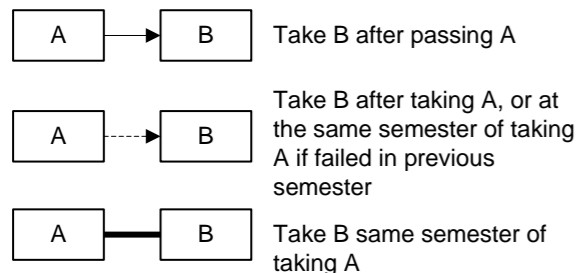 A
B
Take B after passing A
A
B
Take B after taking A, or at
the same semester of taking
A if failed in previous
semester
A
B
Take B same semester of
taking A